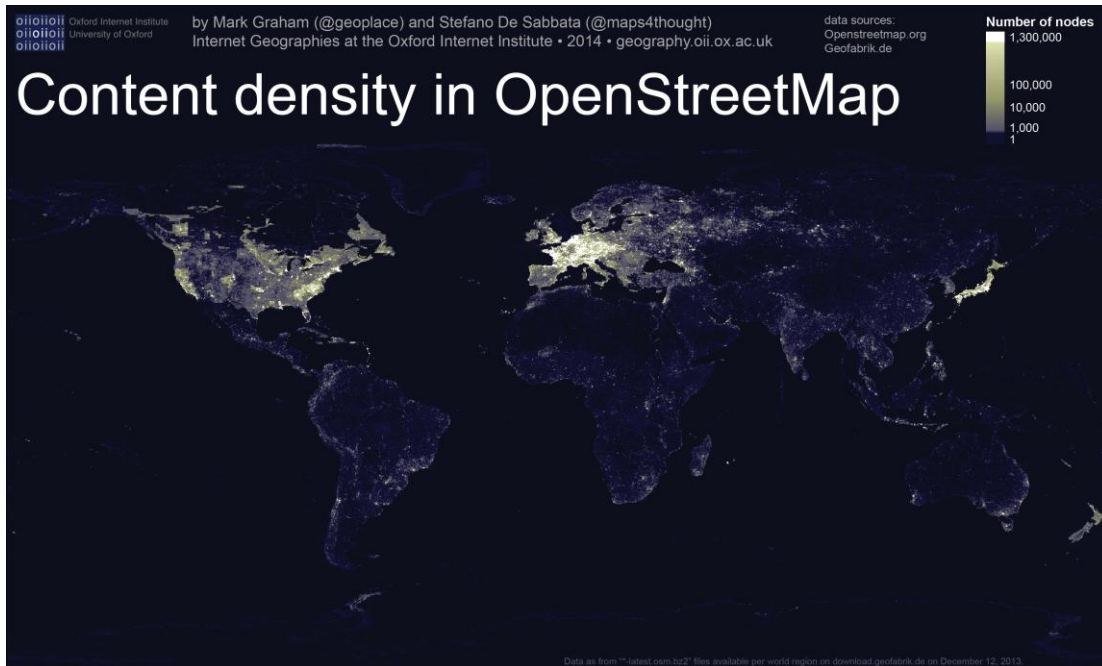 oiioiioii Oxford Internet Institute
oiioiioii University of Oxford
oiioiioii
by Mark Graham (@geoplace) and Stefano De Sabbata (@maps4thought)
Internet Geographies at the Oxford Internet Institute • 2014 • geography.oii.ox.ac.uk
data sources:
Openstreetmap.org
Geofabrik.de
Number of nodes
1,300,000
100,000
10,000
1,000
1
Content density in OpenStreetMap
Data as from "*-latest.osm.bz2" files available per world region on download.geofabrik.de on December 12, 2013.